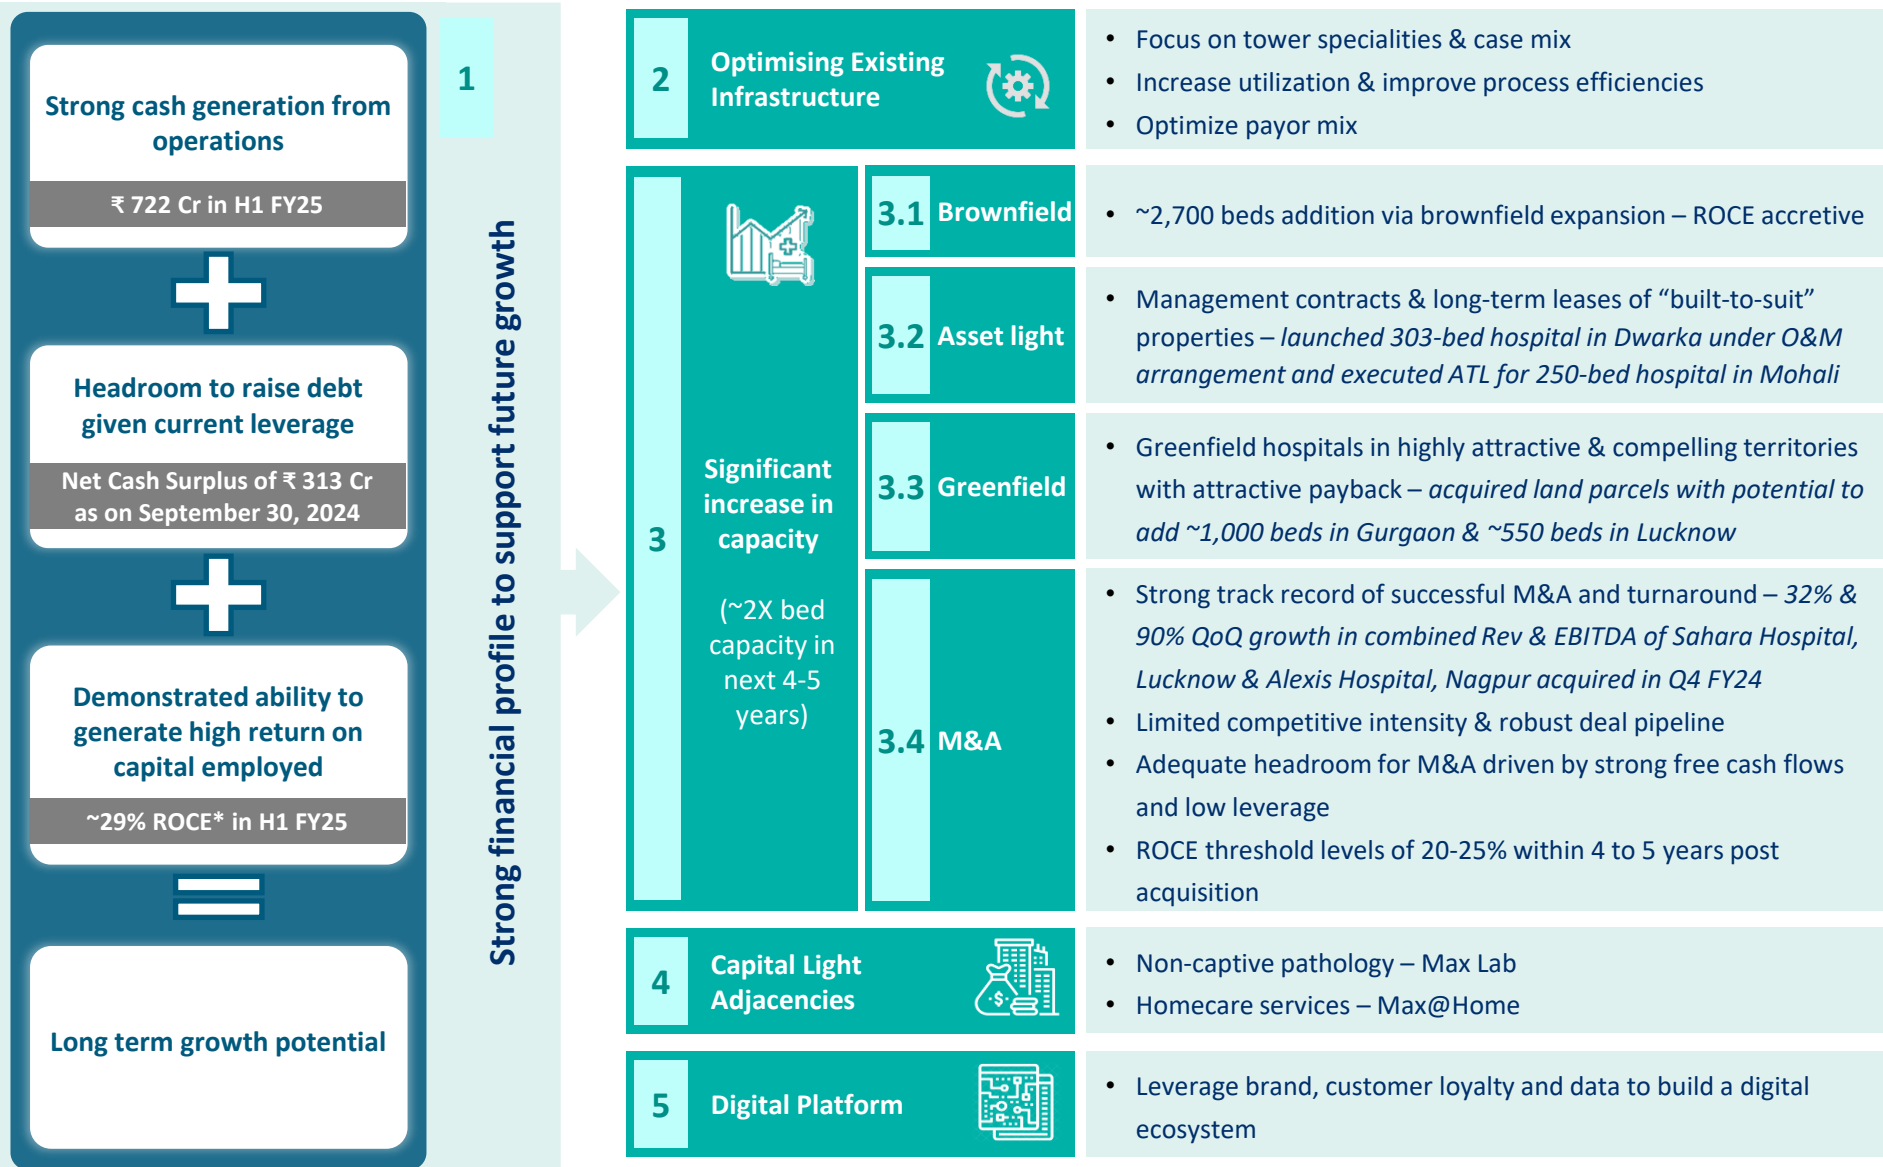 Strong cash generation from
operations
₹ 722 Cr in H1 FY25
Headroom to raise debt
given current leverage
Net Cash Surplus of ₹ 313 Cr
as on September 30, 2024
Demonstrated ability to
generate high return on
capital employed
~29% ROCE* in H1 FY25
Long term growth potential
1
Strong financial profile to support future growth
2
Optimising Existing
Infrastructure
• Focus on tower specialities & case mix
• Increase utilization & improve process efficiencies
• Optimize payor mix
3
Significant
increase in
capacity
(~2X bed
capacity in
next 4-5
years)
3.1 Brownfield
• ~2,700 beds addition via brownfield expansion – ROCE accretive
3.2 Asset light
• Management contracts & long-term leases of “built-to-suit”
properties – launched 303-bed hospital in Dwarka under O&M
arrangement and executed ATL for 250-bed hospital in Mohali
3.3 Greenfield
• Greenfield hospitals in highly attractive & compelling territories
with attractive payback – acquired land parcels with potential to
add ~1,000 beds in Gurgaon & ~550 beds in Lucknow
3.4 M&A
• Strong track record of successful M&A and turnaround – 32% &
90% QoQ growth in combined Rev & EBITDA of Sahara Hospital,
Lucknow & Alexis Hospital, Nagpur acquired in Q4 FY24
• Limited competitive intensity & robust deal pipeline
• Adequate headroom for M&A driven by strong free cash flows
and low leverage
• ROCE threshold levels of 20-25% within 4 to 5 years post
acquisition
4
Capital Light
Adjacencies
• Non-captive pathology – Max Lab
• Homecare services – Max@Home
5
Digital Platform
• Leverage brand, customer loyalty and data to build a digital
ecosystem